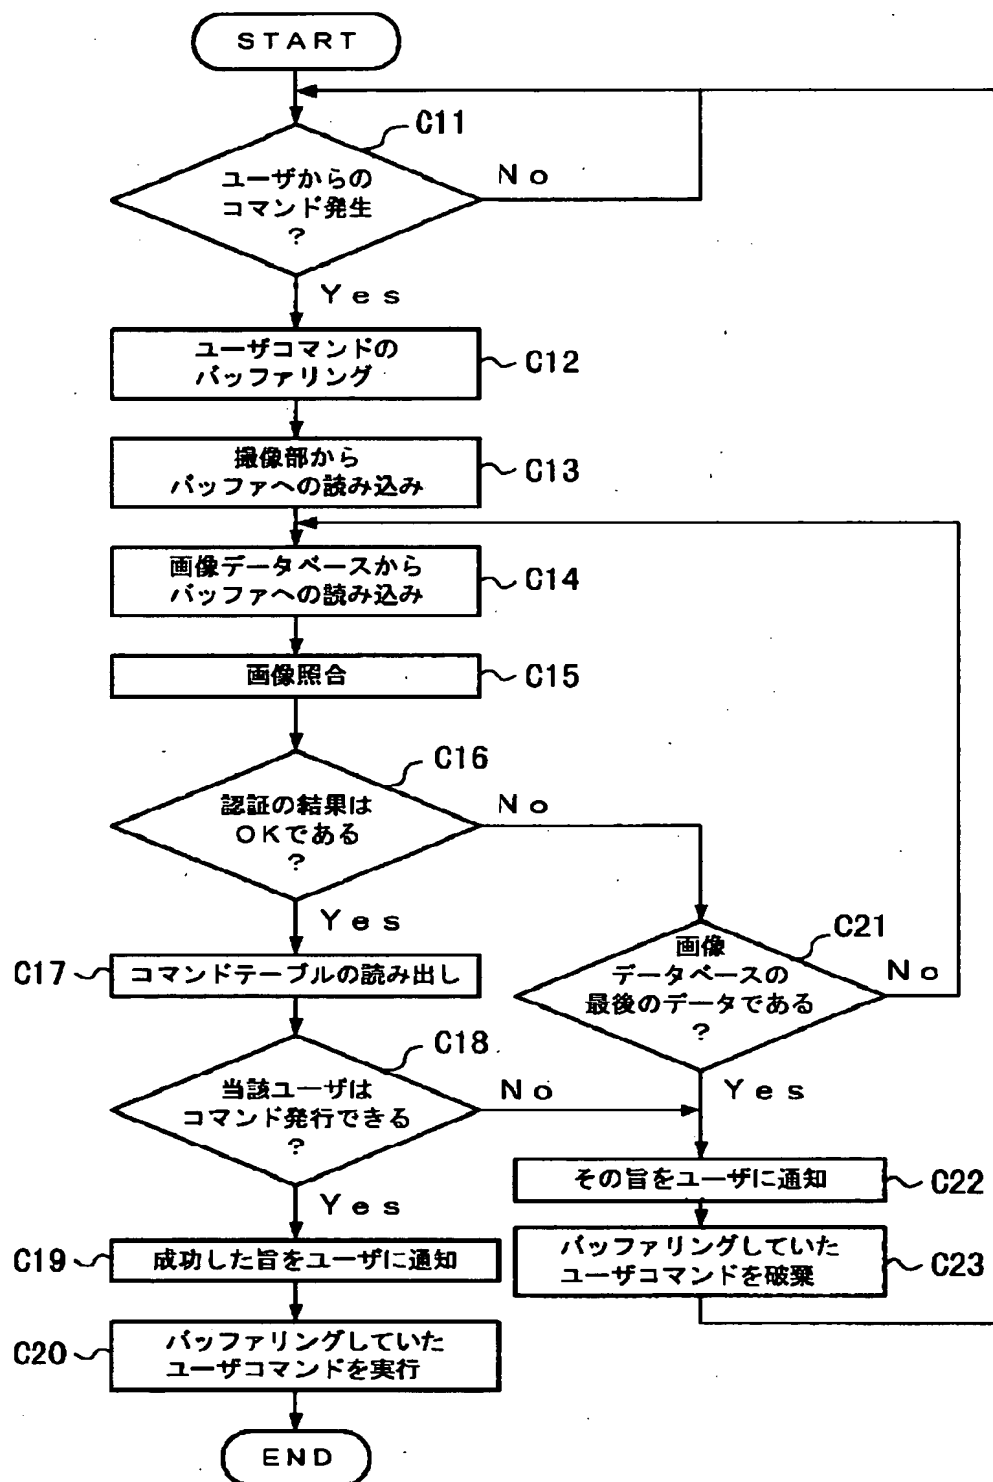 START
C11
ユーザからの
コマンド発生
?
No
Yes
ユーザコマンドの
バッファリング
C12
撮像部から
バッファへの読み込み
C13
画像データベースから
バッファへの読み込み
C14
画像照合
C15
C16
認証の結果は
OKである
?
No
Yes
C17
コマンドテーブルの読み出し
C21
画像
データベースの
最後のデータである
?
No
Yes
C18
当該ユーザは
コマンド発行できる
?
No
Yes
その旨をユーザに通知
C22
C19
成功した旨をユーザに通知
バッファリングしていた
ユーザコマンドを破棄
C23
C20
バッファリングしていた
ユーザコマンドを実行
END